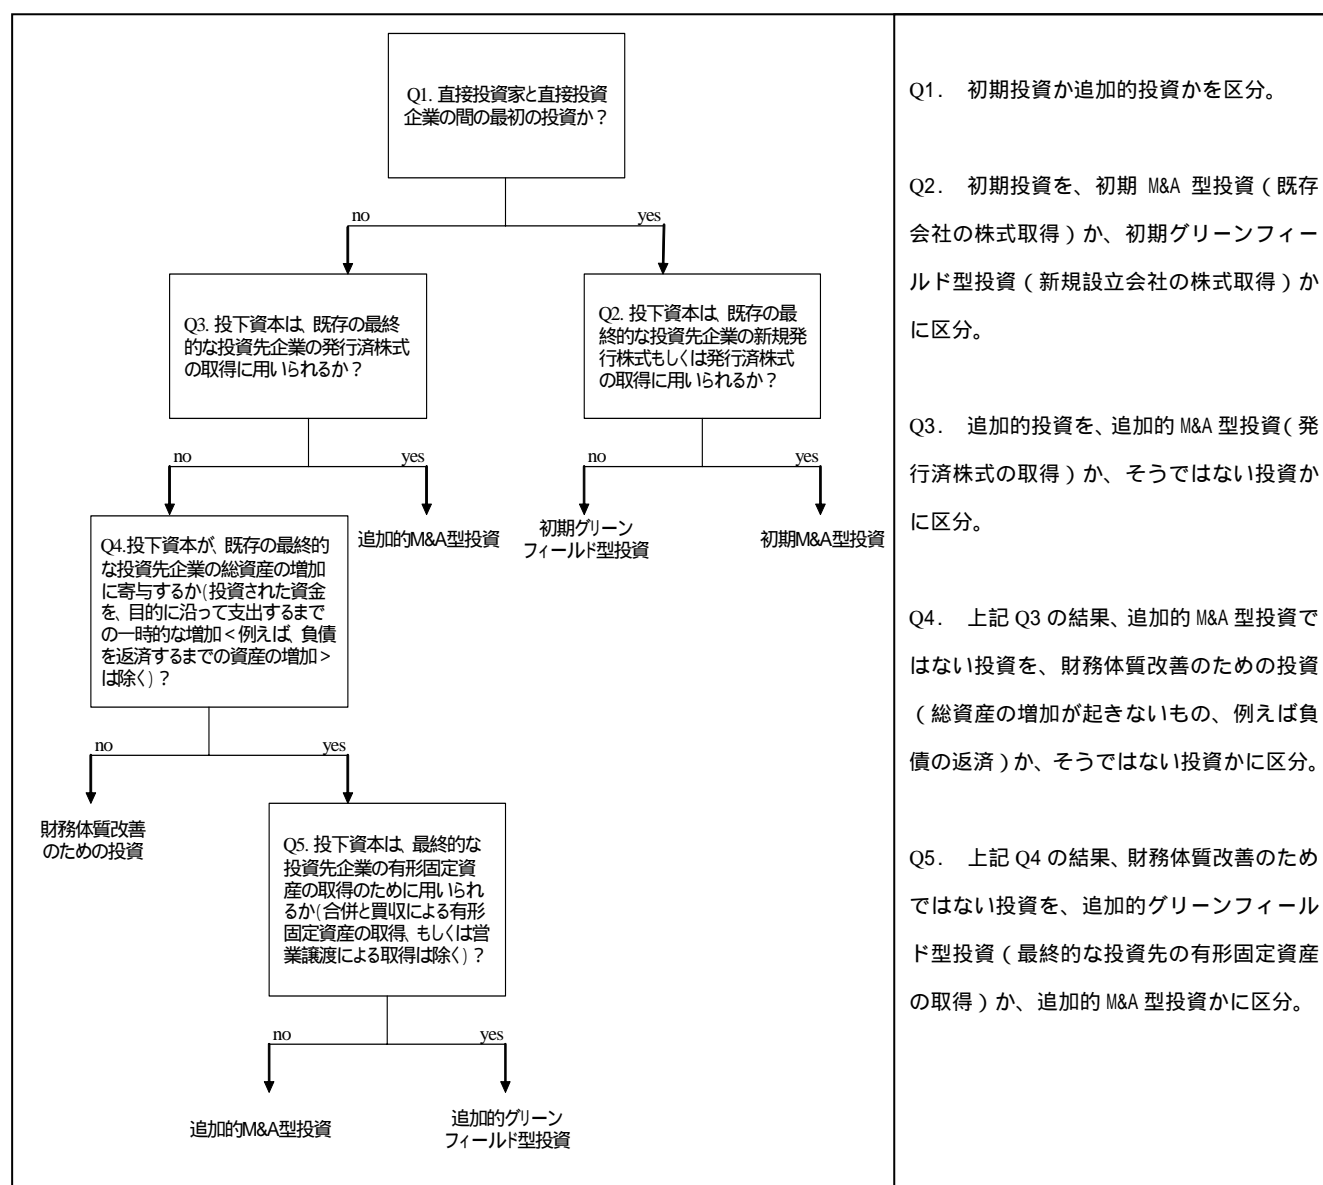 Q1. 直接投資家と直接投資
企業の間の最初の投資か？
no
yes
Q3. 投下資本は、既存の最終
的な投資先企業の発行済株式
の取得に用いられるか？
Q2. 投下資本は、既存の最
終的な投資先企業の新規発
行株式もしくは発行済株式
の取得に用いられるか？
no
yes
no
yes
Q4.投下資本が、既存の最終的
な投資先企業の総資産の増加
に寄与するか(投資された資金
を、目的に沿って支出するまで
の一時的な増加＜例えば、負債
を返済するまでの資産の増加＞
は除く)？
追加的M&A型投資
初期グリーン
フィールド型投資
初期M&A型投資
no
yes
財務体質改善
のための投資
Q5. 投下資本は、最終的な
投資先企業の有形固定資
産の取得のために用いられ
るか(合併と買収による有形
固定資産の取得、もしくは営
業譲渡による取得は除く)？
no
yes
追加的M&A型投資
追加的グリーン
フィールド型投資
Q1． 初期投資か追加的投資かを区分。
Q2． 初期投資を、初期 M&A 型投資（既存
会社の株式取得）か、初期グリーンフィー
ルド型投資（新規設立会社の株式取得）か
に区分。
Q3． 追加的投資を、追加的 M&A 型投資（発
行済株式の取得）か、そうではない投資か
に区分。
Q4． 上記 Q3 の結果、追加的 M&A 型投資で
はない投資を、財務体質改善のための投資
（総資産の増加が起きないもの、例えば負
債の返済）か、そうではない投資かに区分。
Q5． 上記 Q4 の結果、財務体質改善のため
ではない投資を、追加的グリーンフィール
ド型投資（最終的な投資先の有形固定資産
の取得）か、追加的 M&A 型投資かに区分。